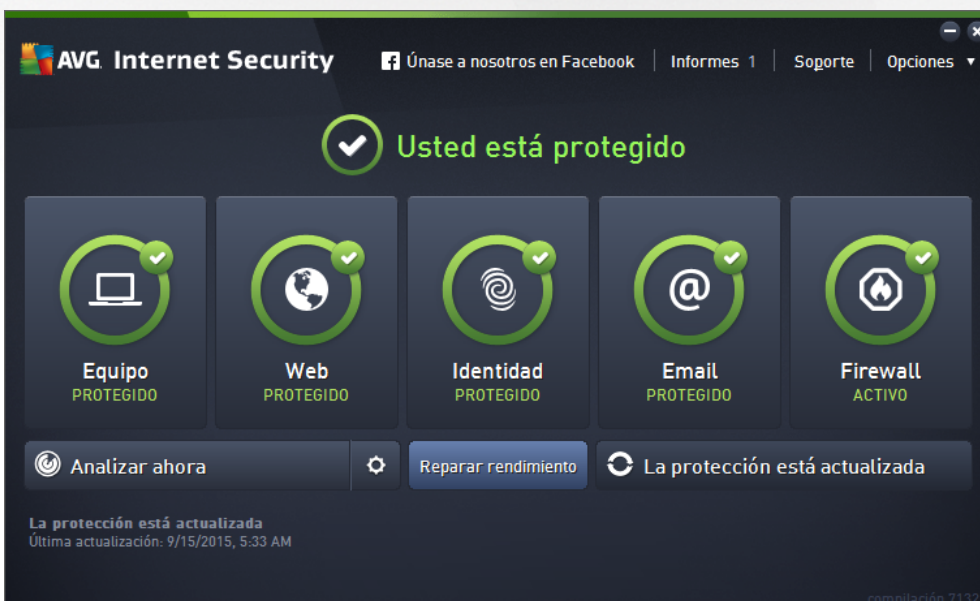 AVG Internet Security
Únase a nosotros en Facebook
Informes 1
Soporte
Opciones
Usted está protegido
Equipo
PROTEGIDO
Web
PROTEGIDO
Identidad
PROTEGIDO
@
Email
PROTEGIDO
Firewall
ACTIVO
Analizar ahora
Reparar rendimiento
La protección está actualizada
La protección está actualizada
Última actualización: 9/15/2015, 5:33 AM
compilación